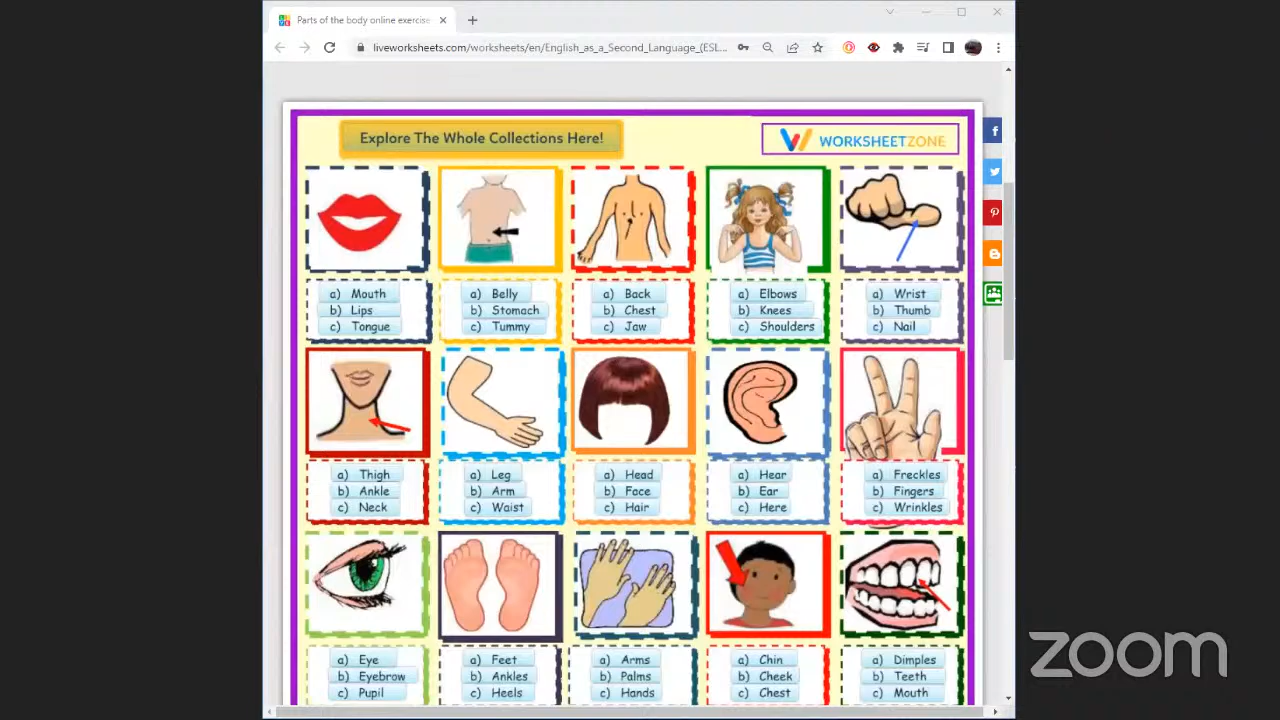 Parts of the body online exercise
liveworksheets.com/worksheets/en/English_as_a_Second_Language_(ESL...
Explore The Whole Collections Here!
WORKSHEETZONE
a) Mouth
b) Lips
c) Tongue
a) Belly
b) Stomach
c) Tummy
a) Back
b) Chest
c) Jaw
a) Elbows
b) Knees
c) Shoulders
a) Wrist
b) Thumb
c) Nail
a) Thigh
b) Ankle
c) Neck
a) Leg
b) Arm
c) Waist
a) Head
b) Face
c) Hair
a) Hear
b) Ear
c) Here
a) Freckles
b) Fingers
c) Wrinkles
a) Eye
b) Eyebrow
c) Pupil
a) Feet
b) Ankles
c) Heels
a) Arms
b) Palms
c) Hands
a) Chin
b) Cheek
c) Chest
a) Dimples
b) Teeth
c) Mouth
zoom